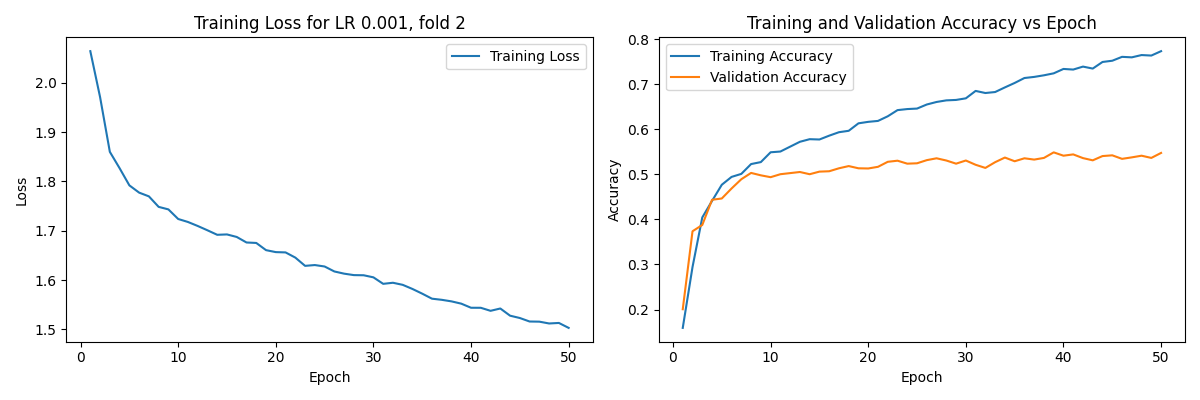 Training Loss for LR 0.001, fold 2
Training Loss
2.0
1.9
1.8
1.7
1.6
1.5
Loss
0 10 20 30 40 50
Epoch
Training and Validation Accuracy vs Epoch
Training Accuracy
Validation Accuracy
0.8
0.7
0.6
0.5
0.4
0.3
0.2
Accuracy
0 10 20 30 40 50
Epoch